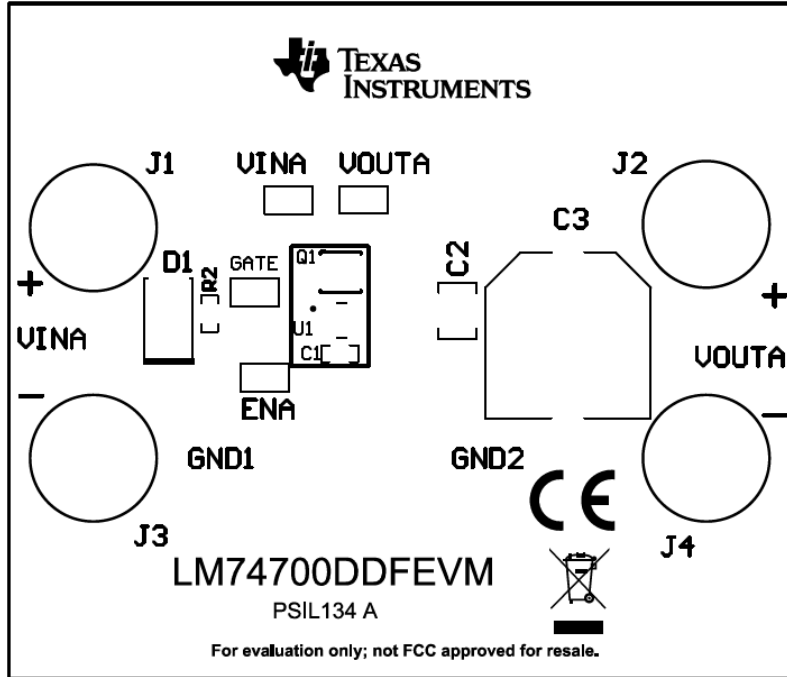 TEXAS
INSTRUMENTS
J1
VINA
VOUTA
J2
C3
D1
R2
GATE
Q1
C2
+
+
U1
VINA
C1
VOUTA
-
ENA
-
GND1
GND2
CE
J3
J4
LM74700DDFEVM
PSIL134 A
For evaluation only; not FCC approved for resale.